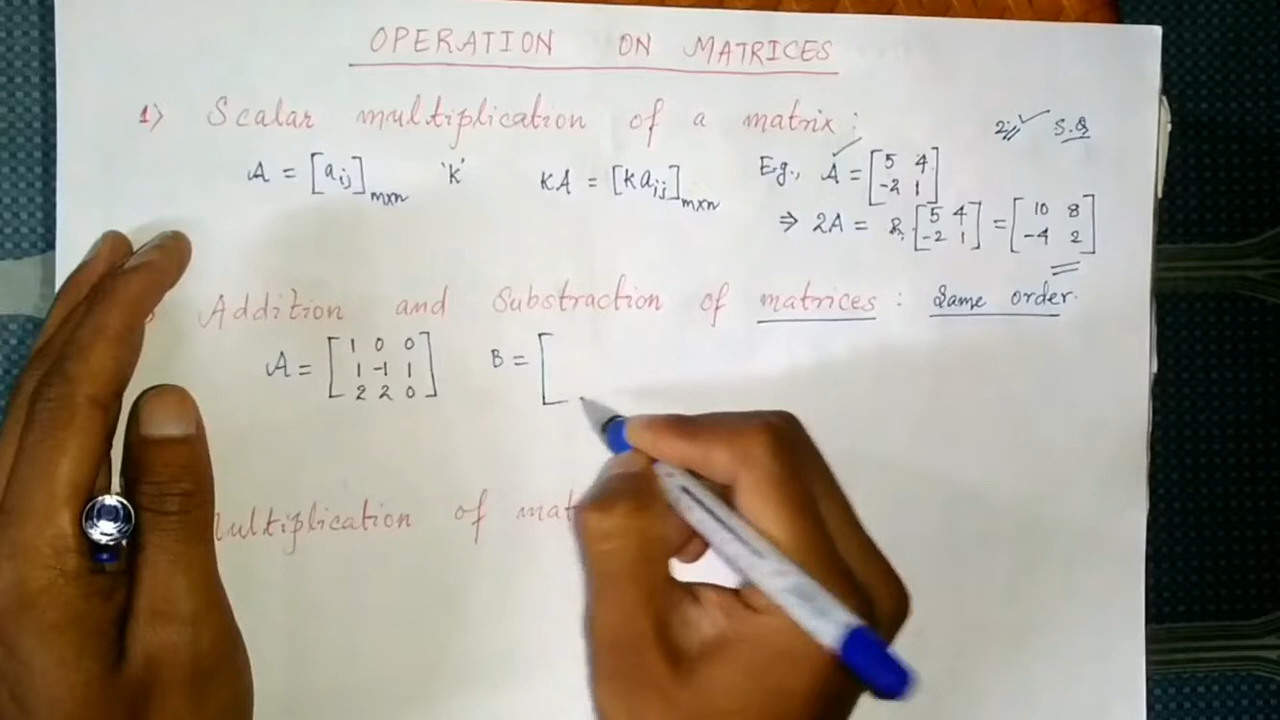 OPERATION ON MATRICES
1) Scalar multiplication of a matrix :
2) ✓ S.Q
A = [aij]m×n 'K' KA = [kaij]m×n Eg., A = [5 4
-2 1]
⇒ 2A = 2. [5 4
-2 1] = [10 8
-4 2]
Addition and Substraction of matrices : Same order.
A = [1 0 0
1 -1 1
2 2 0] B = [
ultiplication of mat